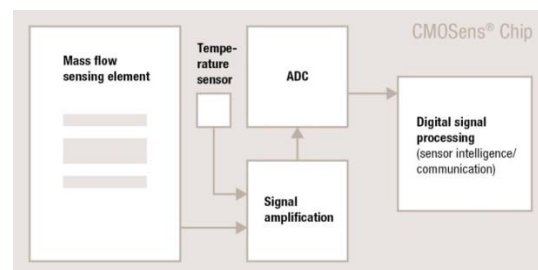 CMOSens® Chip
Mass flow
sensing element
Tempe-
rature
sensor
ADC
Digital signal
processing
(sensor intelligence/
communication)
Signal
amplification